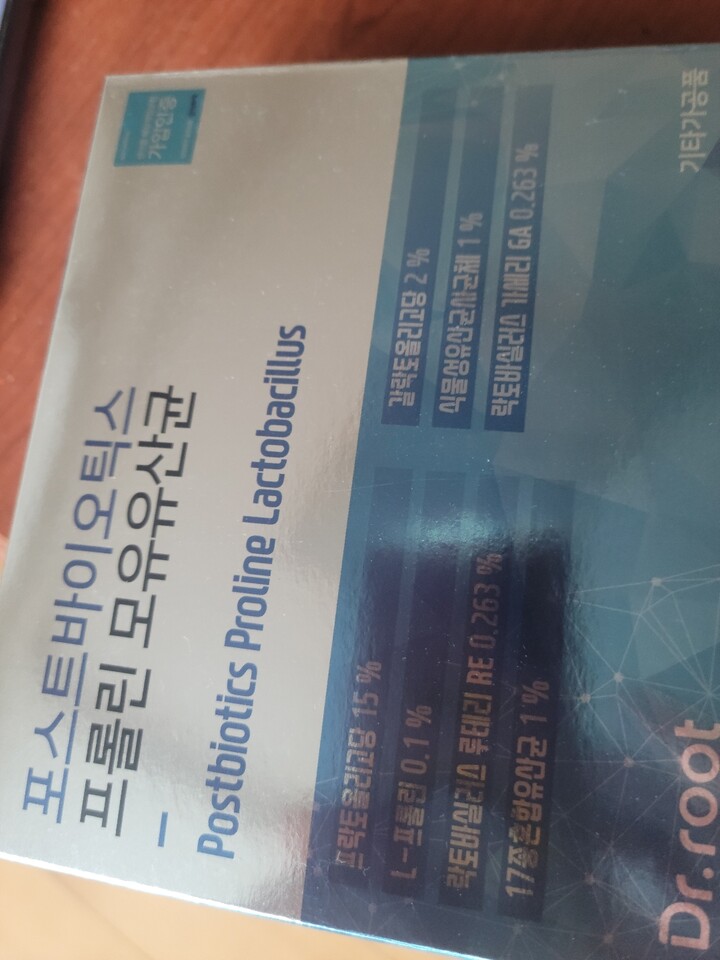 포스트바이오틱스
프롤린 모유유산균
Postbiotics Proline Lactobacillus
프락토올리고당 15 %
L-프롤린 0.1 %
락토바실러스 루테리 RE 0.263 %
17종혼합유산균 1 %
갈락토올리고당 2 %
식물성유산균사균체 1 %
락토바실러스 가세리 GA 0.263 %
Dr.root
기타가공품